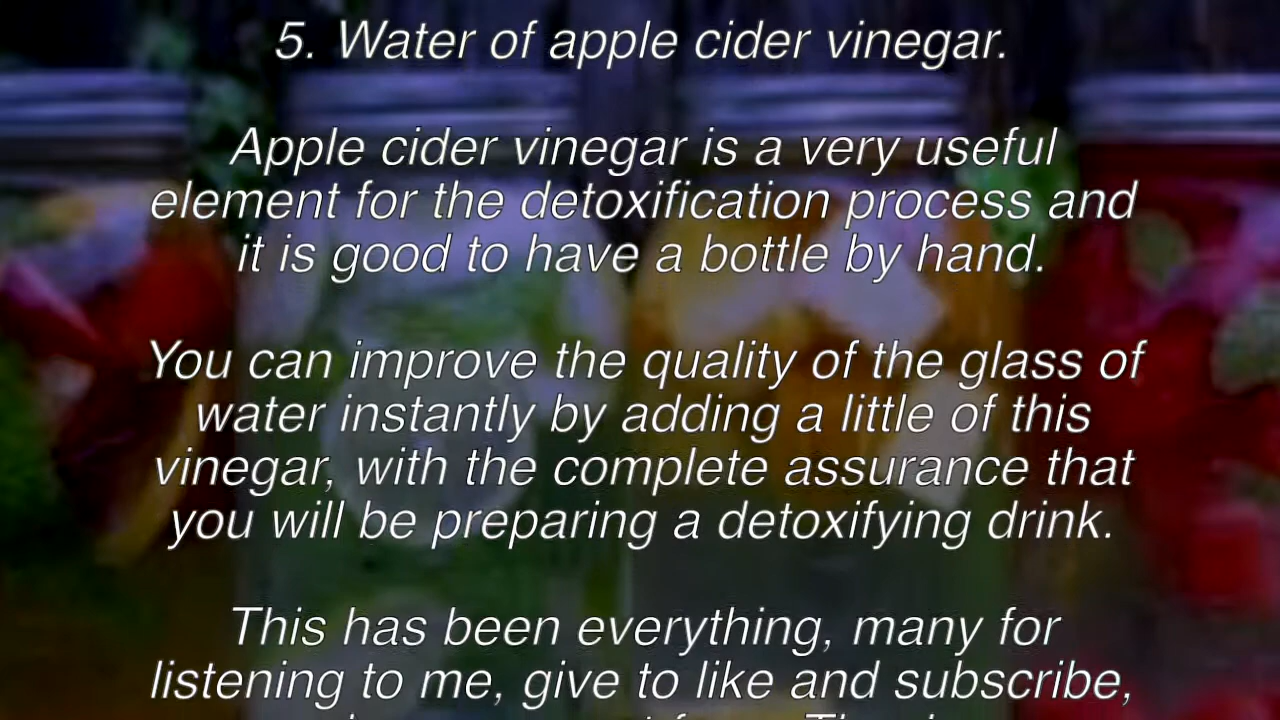 5. Water of apple cider vinegar.
Apple cider vinegar is a very useful
element for the detoxification process and
it is good to have a bottle by hand.
You can improve the quality of the glass of
water instantly by adding a little of this
vinegar, with the complete assurance that
you will be preparing a detoxifying drink.
This has been everything, many for
listening to me, give to like and subscribe,